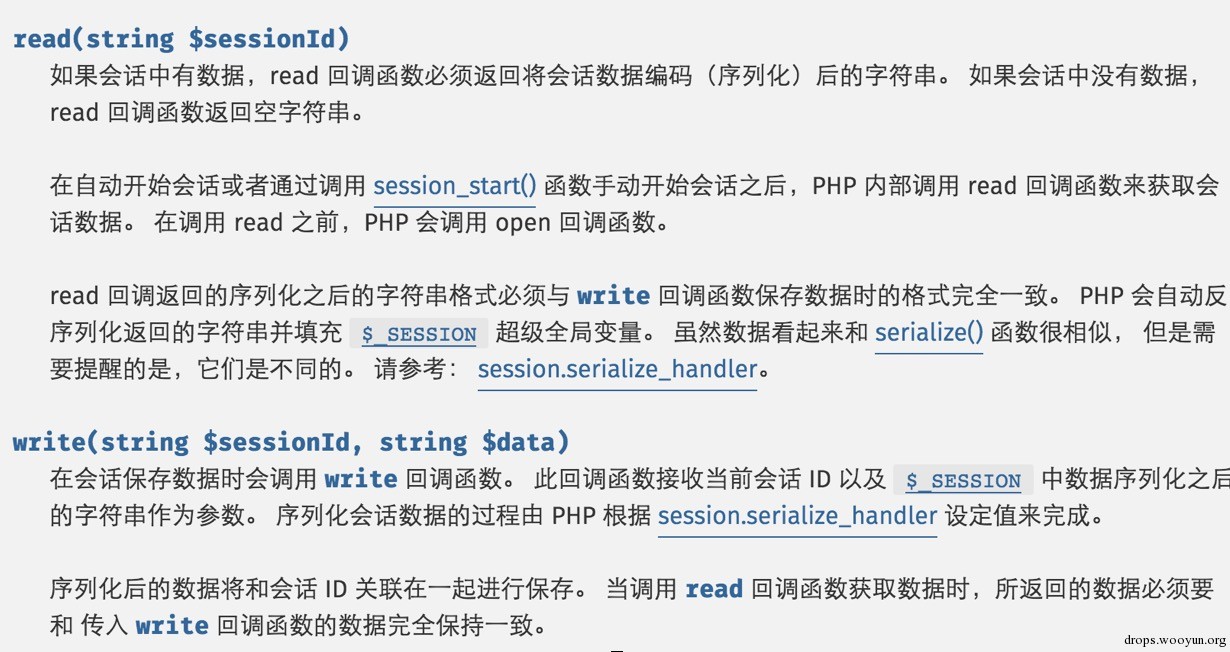 read(string $sessionId)
如果会话中有数据，read 回调函数必须返回将会话数据编码（序列化）后的字符串。 如果会话中没有数据，
read 回调函数返回空字符串。
在自动开始会话或者通过调用 session_start() 函数手动开始会话之后，PHP 内部调用 read 回调函数来获取会
话数据。 在调用 read 之前，PHP 会调用 open 回调函数。
read 回调返回的序列化之后的字符串格式必须与 write 回调函数保存数据时的格式完全一致。 PHP 会自动反
序列化返回的字符串并填充 $_SESSION 超级全局变量。 虽然数据看起来和 serialize() 函数很相似， 但是需
要提醒的是，它们是不同的。 请参考： session.serialize_handler。
write(string $sessionId, string $data)
在会话保存数据时会调用 write 回调函数。 此回调函数接收当前会话 ID 以及 $_SESSION 中数据序列化之后
的字符串作为参数。 序列化会话数据的过程由 PHP 根据 session.serialize_handler 设定值来完成。
序列化后的数据将和会话 ID 关联在一起进行保存。 当调用 read 回调函数获取数据时，所返回的数据必须要
和 传入 write 回调函数的数据完全保持一致。
drops.wooyun.org